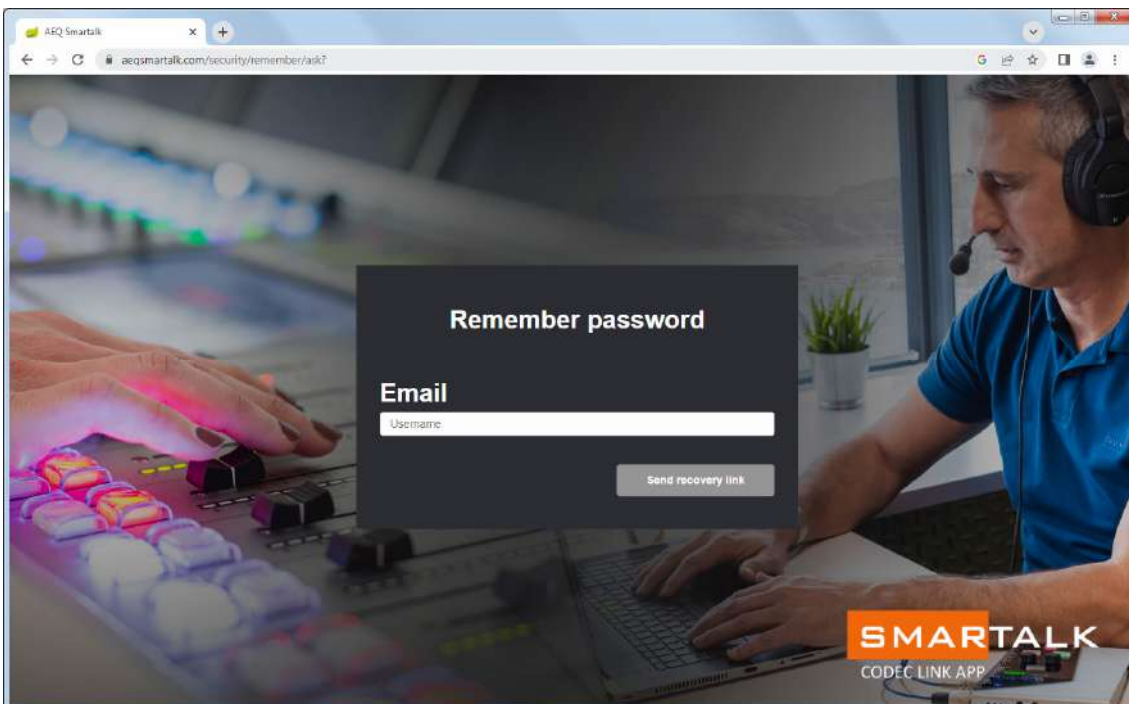 AEQ Smartalk
aeqsmartalk.com/security/remember/ask?
Remember password
Email
Username
Send recovery link
SMARTALK
CODEC LINK APP